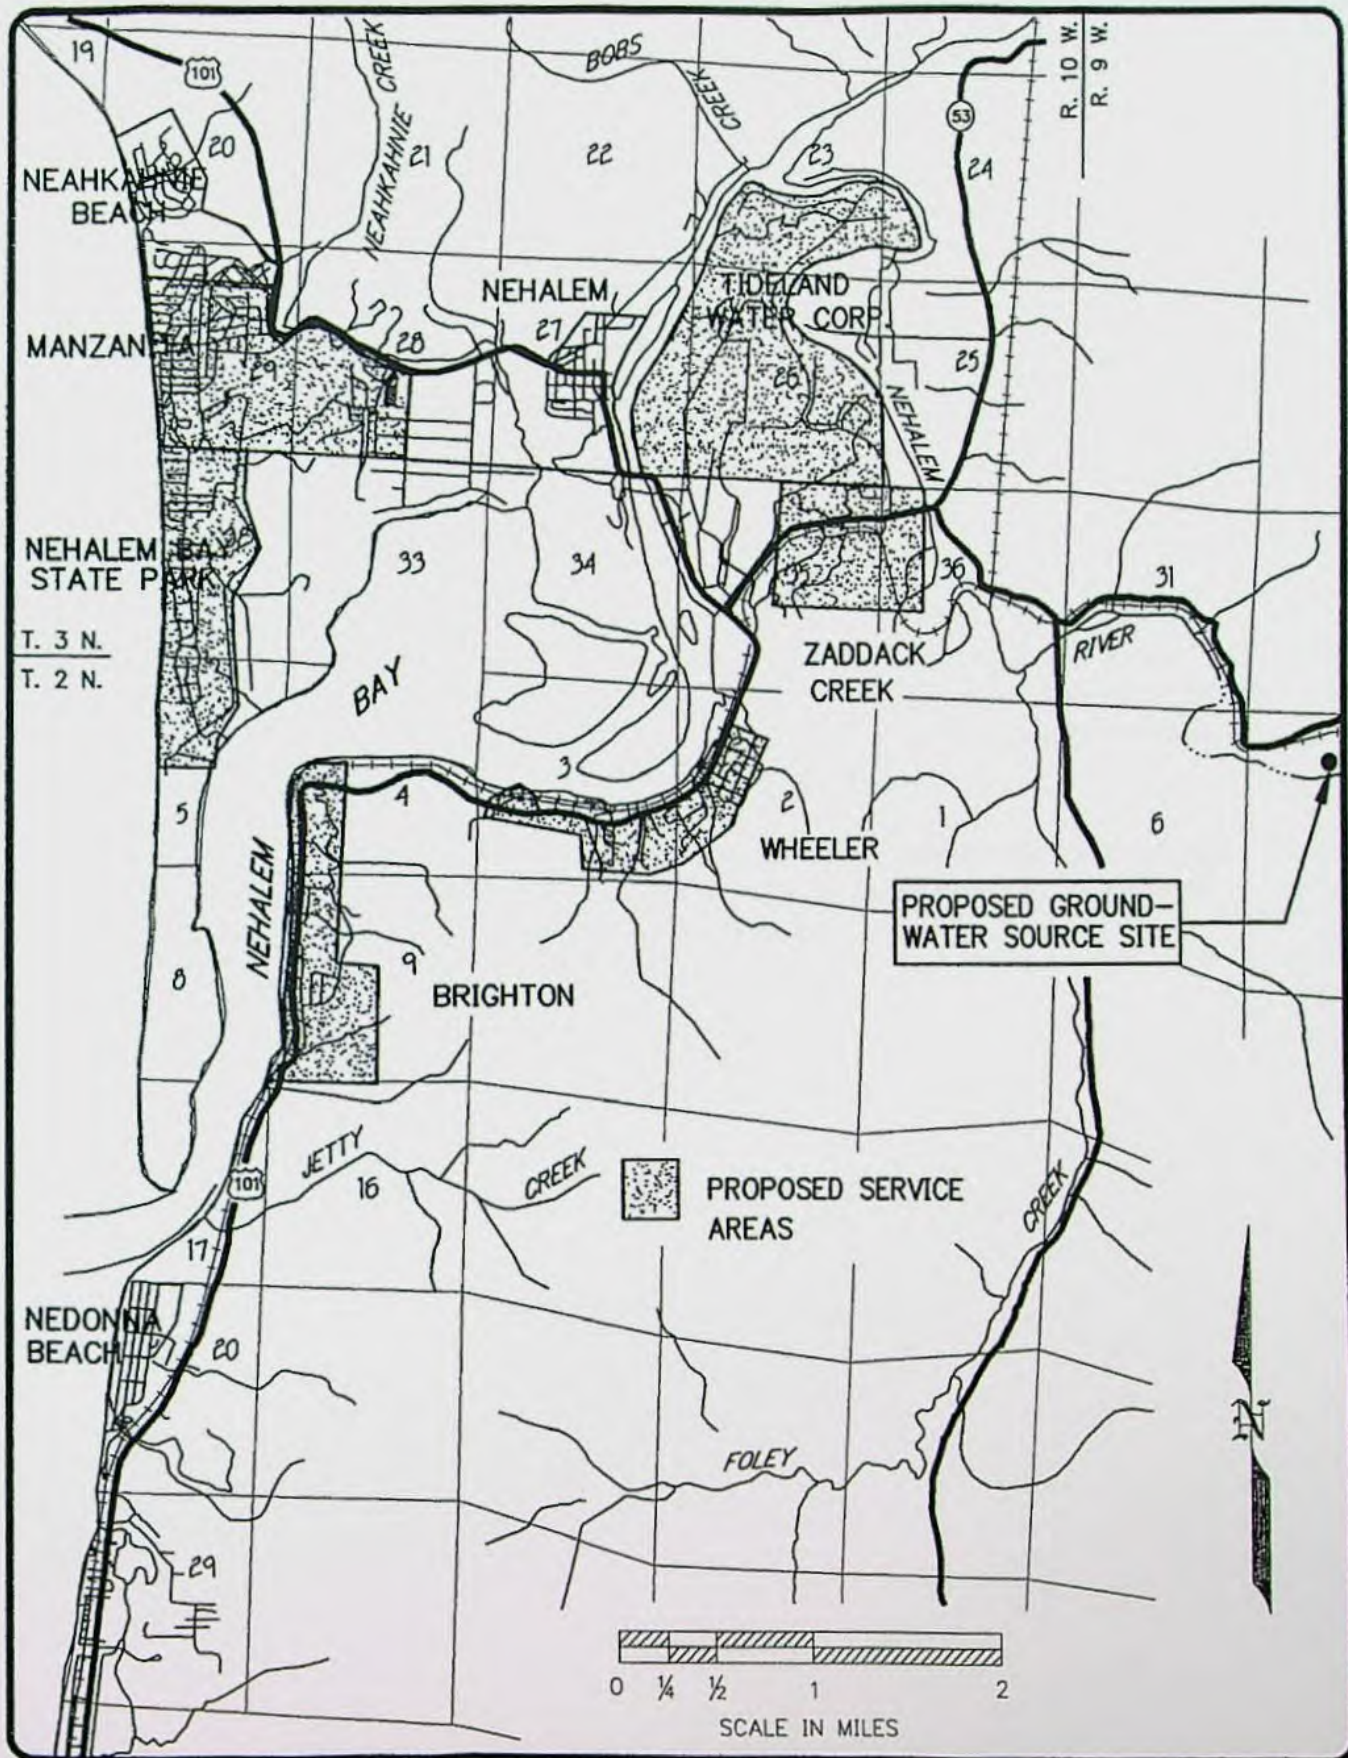 19
101
NEAHKAHNIE CREEK
BOBS
CREEK
53
R. 10 W.
R. 9 W.
20
21
22
23
24
NEAHKAHNIE
BEACH
NEHALEM
TIDELAND
WATER CORP.
MANZANITA
29
28
27
26
25
NEHALEM
NEHALEM BAY
STATE PARK
33
34
35
36
31
T. 3 N.
T. 2 N.
BAY
ZADDACK
CREEK
RIVER
5
4
3
2
1
6
WHEELER
NEHALEM
PROPOSED GROUND-
WATER SOURCE SITE
8
9
BRIGHTON
JETTY
CREEK
101
16
PROPOSED SERVICE
AREAS
CREEK
17
NEDONNA
BEACH
20
FOLEY
N
29
0 ¼ ½ 1 2
SCALE IN MILES